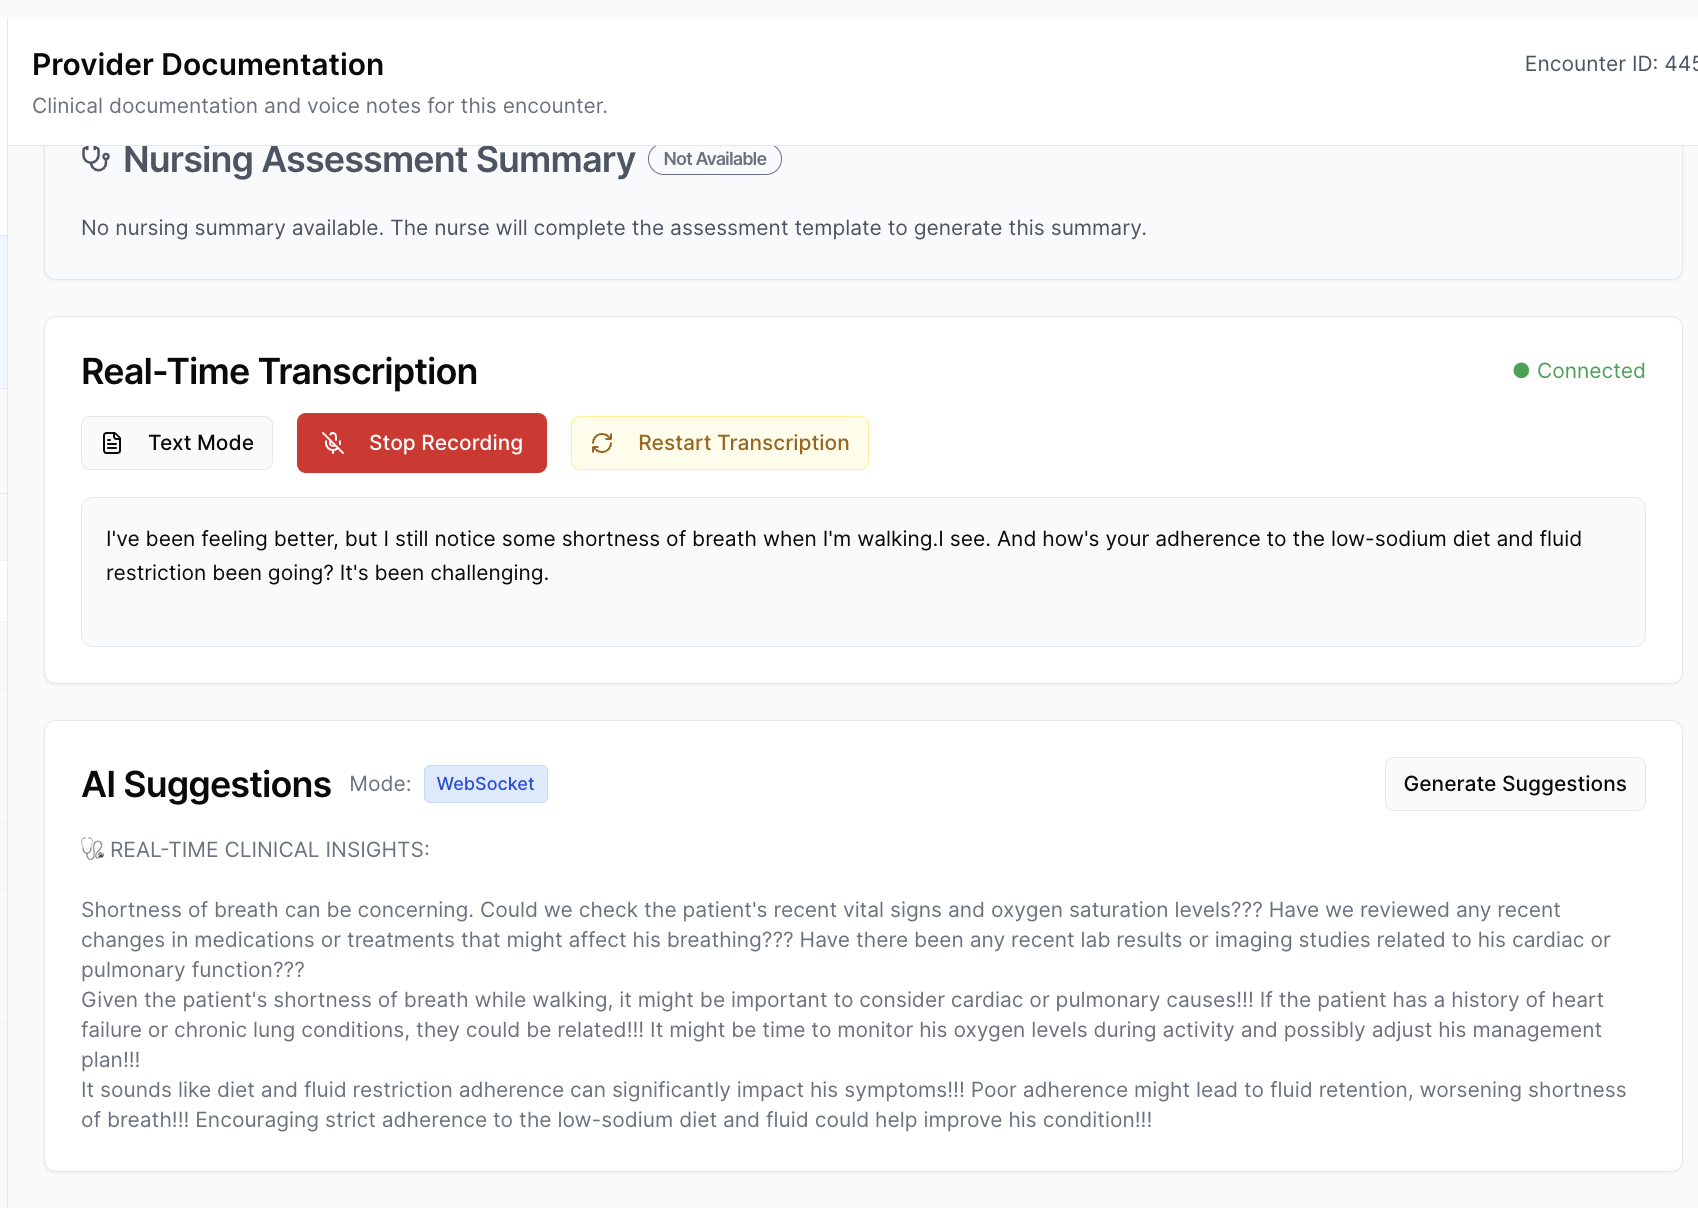 Provider Documentation
Encounter ID: 445
Clinical documentation and voice notes for this encounter.
Nursing Assessment Summary
Not Available
No nursing summary available. The nurse will complete the assessment template to generate this summary.
Real-Time Transcription
Connected
Text Mode
Stop Recording
Restart Transcription
I've been feeling better, but I still notice some shortness of breath when I'm walking.I see. And how's your adherence to the low-sodium diet and fluid
restriction been going? It's been challenging.
AI Suggestions
Mode:
WebSocket
Generate Suggestions
🩺 REAL-TIME CLINICAL INSIGHTS:
Shortness of breath can be concerning. Could we check the patient's recent vital signs and oxygen saturation levels??? Have we reviewed any recent
changes in medications or treatments that might affect his breathing??? Have there been any recent lab results or imaging studies related to his cardiac or
pulmonary function???
Given the patient's shortness of breath while walking, it might be important to consider cardiac or pulmonary causes!!! If the patient has a history of heart
failure or chronic lung conditions, they could be related!!! It might be time to monitor his oxygen levels during activity and possibly adjust his management
plan!!!
It sounds like diet and fluid restriction adherence can significantly impact his symptoms!!! Poor adherence might lead to fluid retention, worsening shortness
of breath!!! Encouraging strict adherence to the low-sodium diet and fluid could help improve his condition!!!